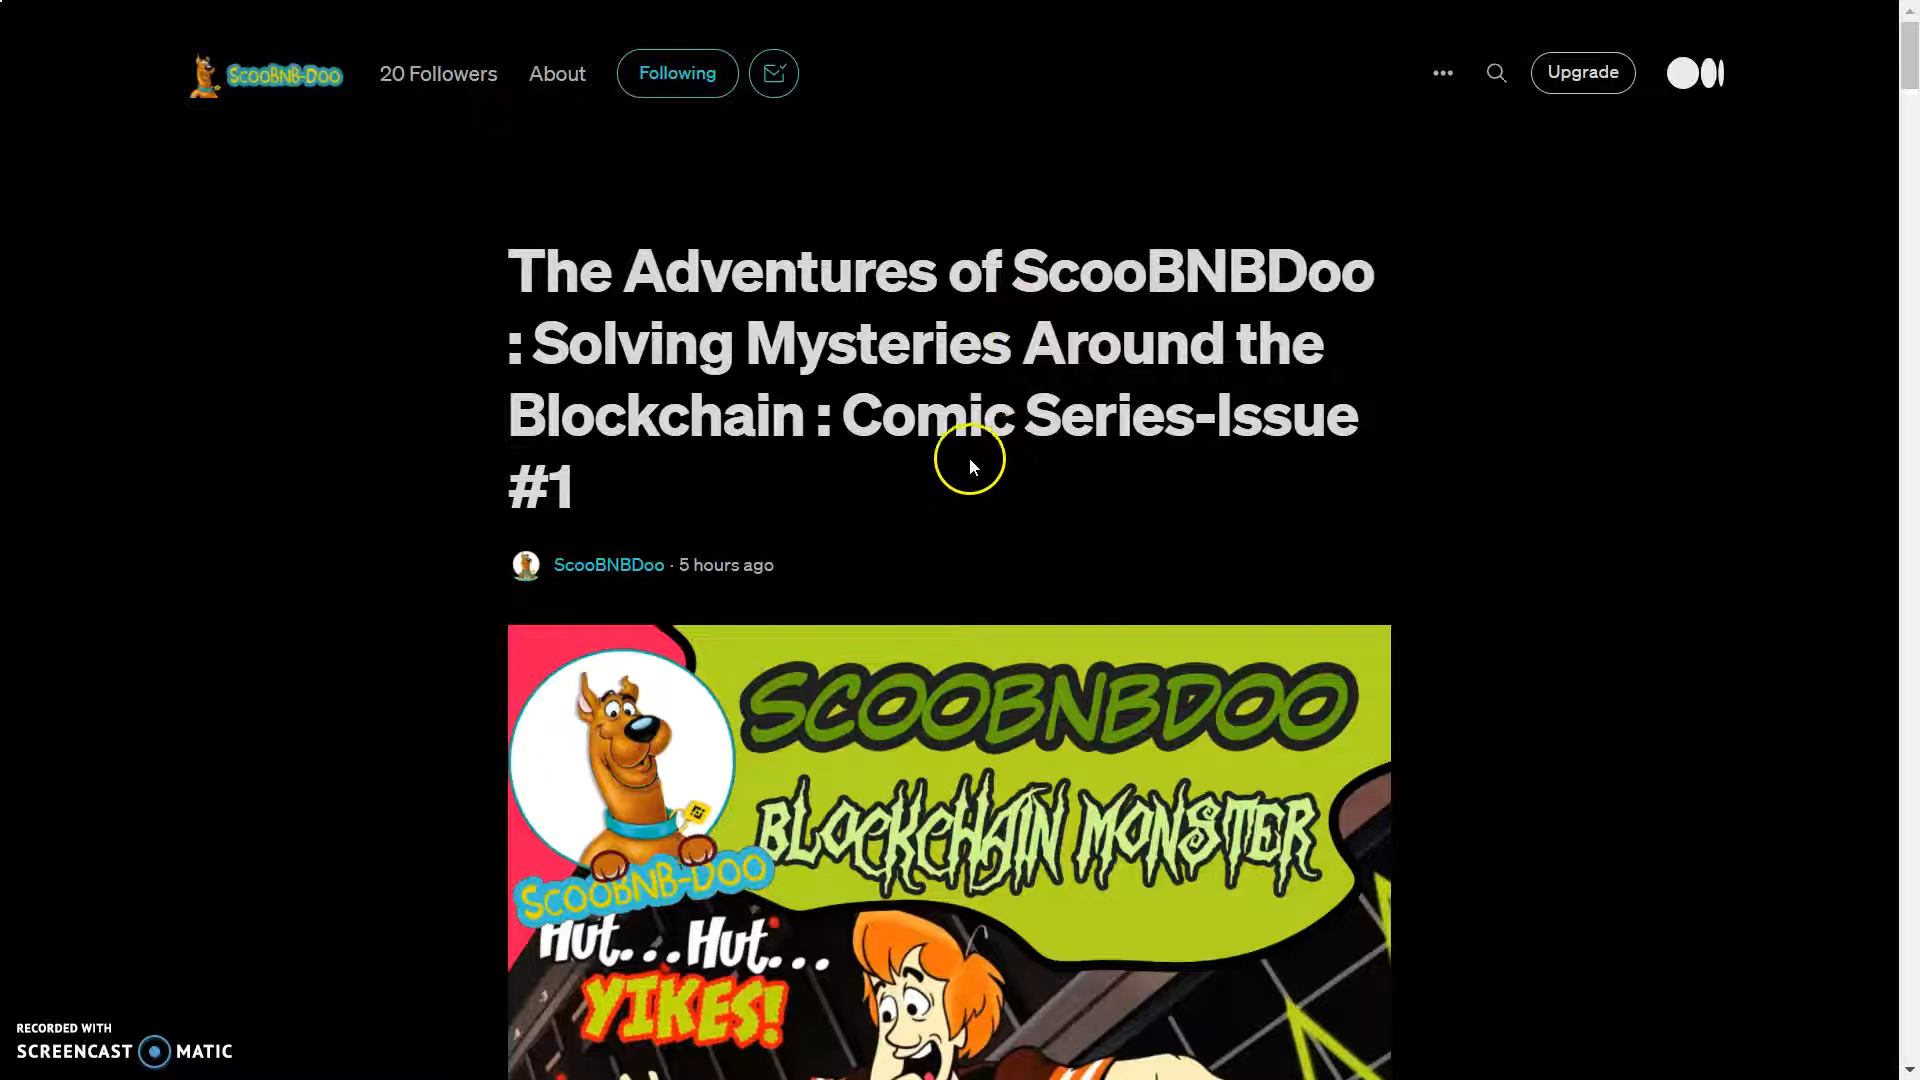 ScooBNB-Doo
20 Followers
About
Following
Upgrade
The Adventures of ScooBNBDoo
: Solving Mysteries Around the
Blockchain : Comic Series-Issue
#1
ScooBNBDoo · 5 hours ago
SCOOBNBDOO
BLOCKCHAIN MONSTER
SCOOBNB-DOO
Hut...Hut...
YIKES!
RECORDED WITH
SCREENCAST MATIC